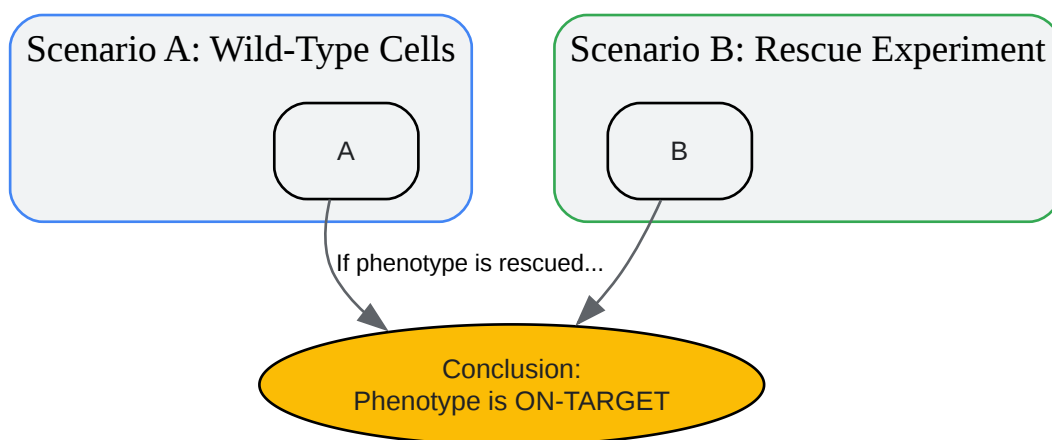 Scenario A: Wild-Type Cells
Scenario B: Rescue Experiment
A
B
If phenotype is rescued...
Conclusion:
Phenotype is ON-TARGET